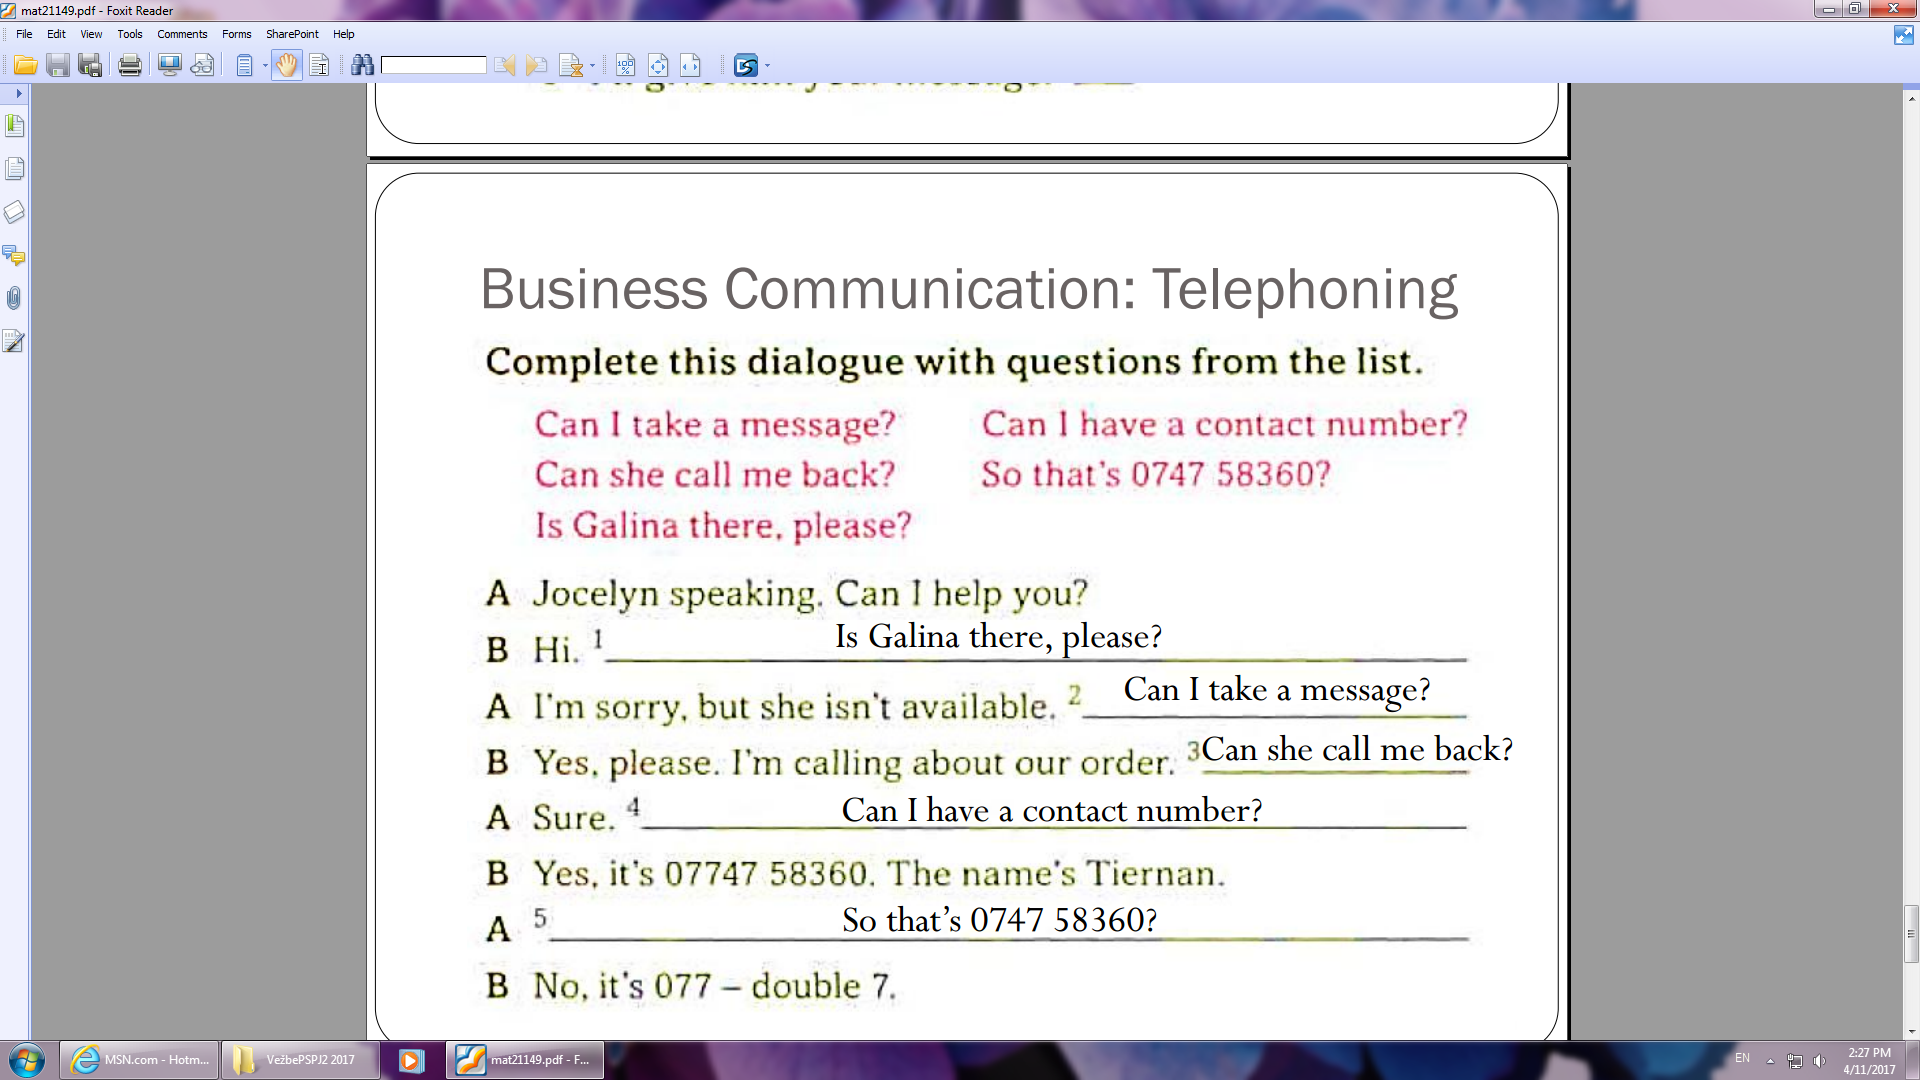 mat21149.pdf - Foxit Reader
File Edit View Tools Comments Forms SharePoint Help
Business Communication: Telephoning
Complete this dialogue with questions from the list.
Can I take a message? Can I have a contact number?
Can she call me back? So that's 0747 58360?
Is Galina there, please?
A Jocelyn speaking. Can I help you?
B Hi. 1 Is Galina there, please?
A I'm sorry, but she isn't available. 2 Can I take a message?
B Yes, please. I'm calling about our order. 3 Can she call me back?
A Sure. 4 Can I have a contact number?
B Yes, it's 07747 58360. The name's Tiernan.
A 5 So that's 0747 58360?
B No, it's 077 – double 7.
MSN.com - Hotm... VežbePSPJ2 2017 mat21149.pdf - F... EN 2:27 PM
4/11/2017